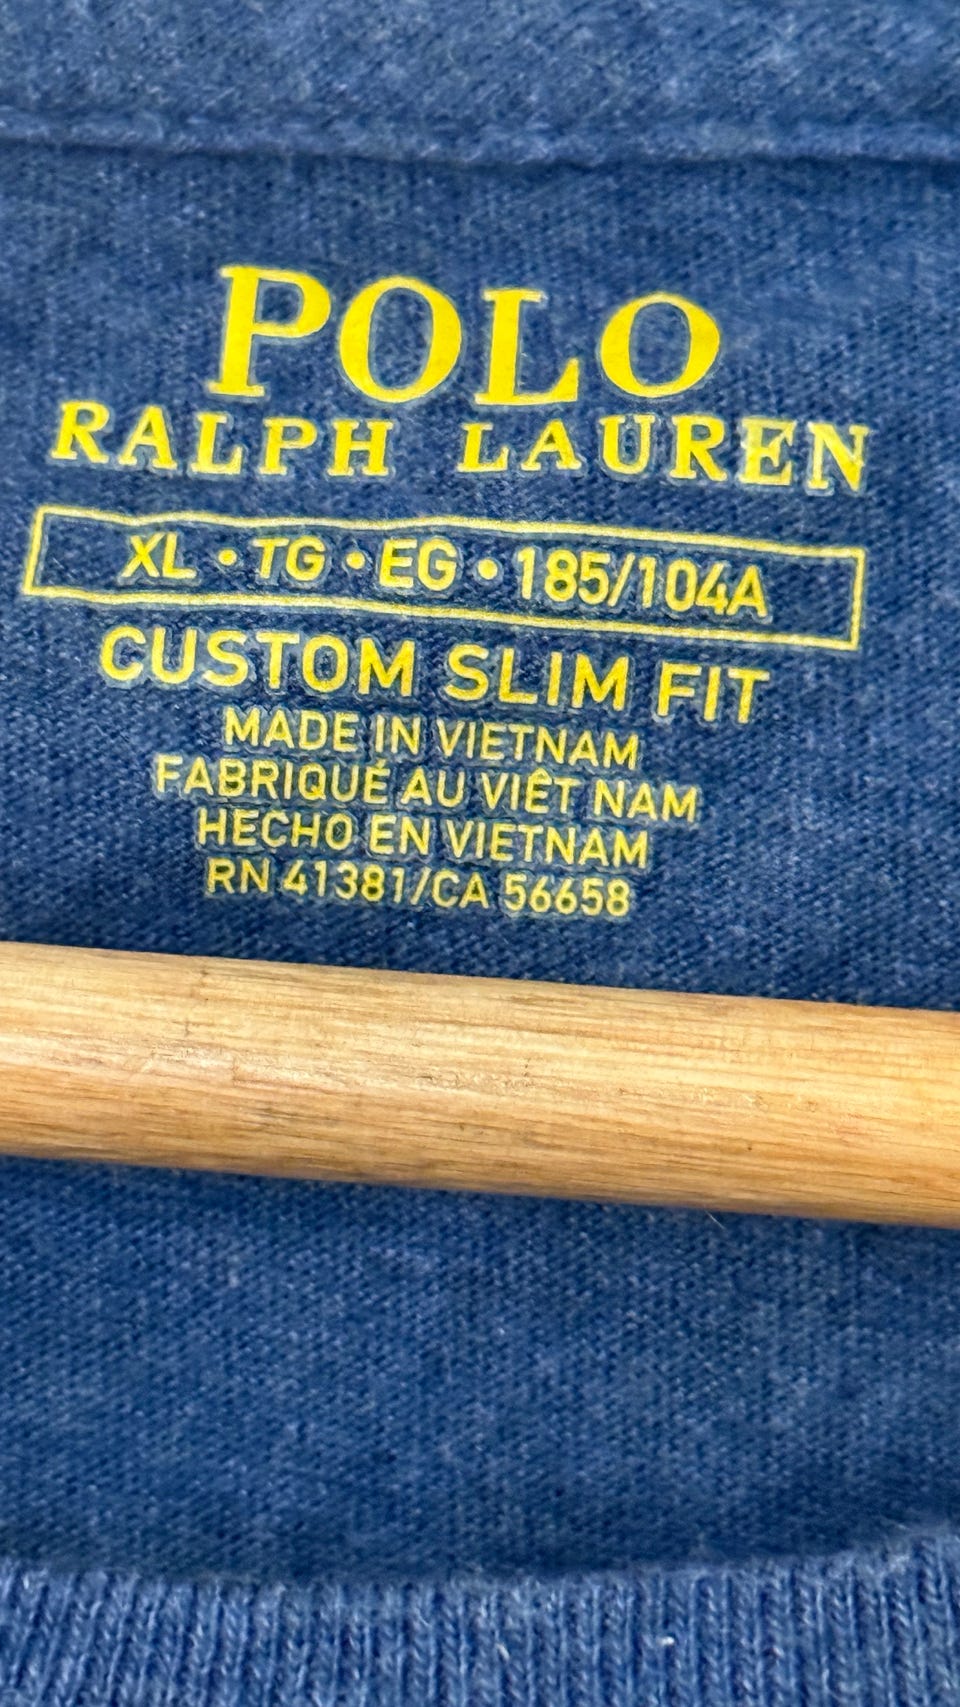 POLO
RALPH LAUREN
XL • TG • EG • 185/104A
CUSTOM SLIM FIT
MADE IN VIETNAM
FABRIQUÉ AU VIÊT NAM
HECHO EN VIETNAM
RN 41381/CA 56658